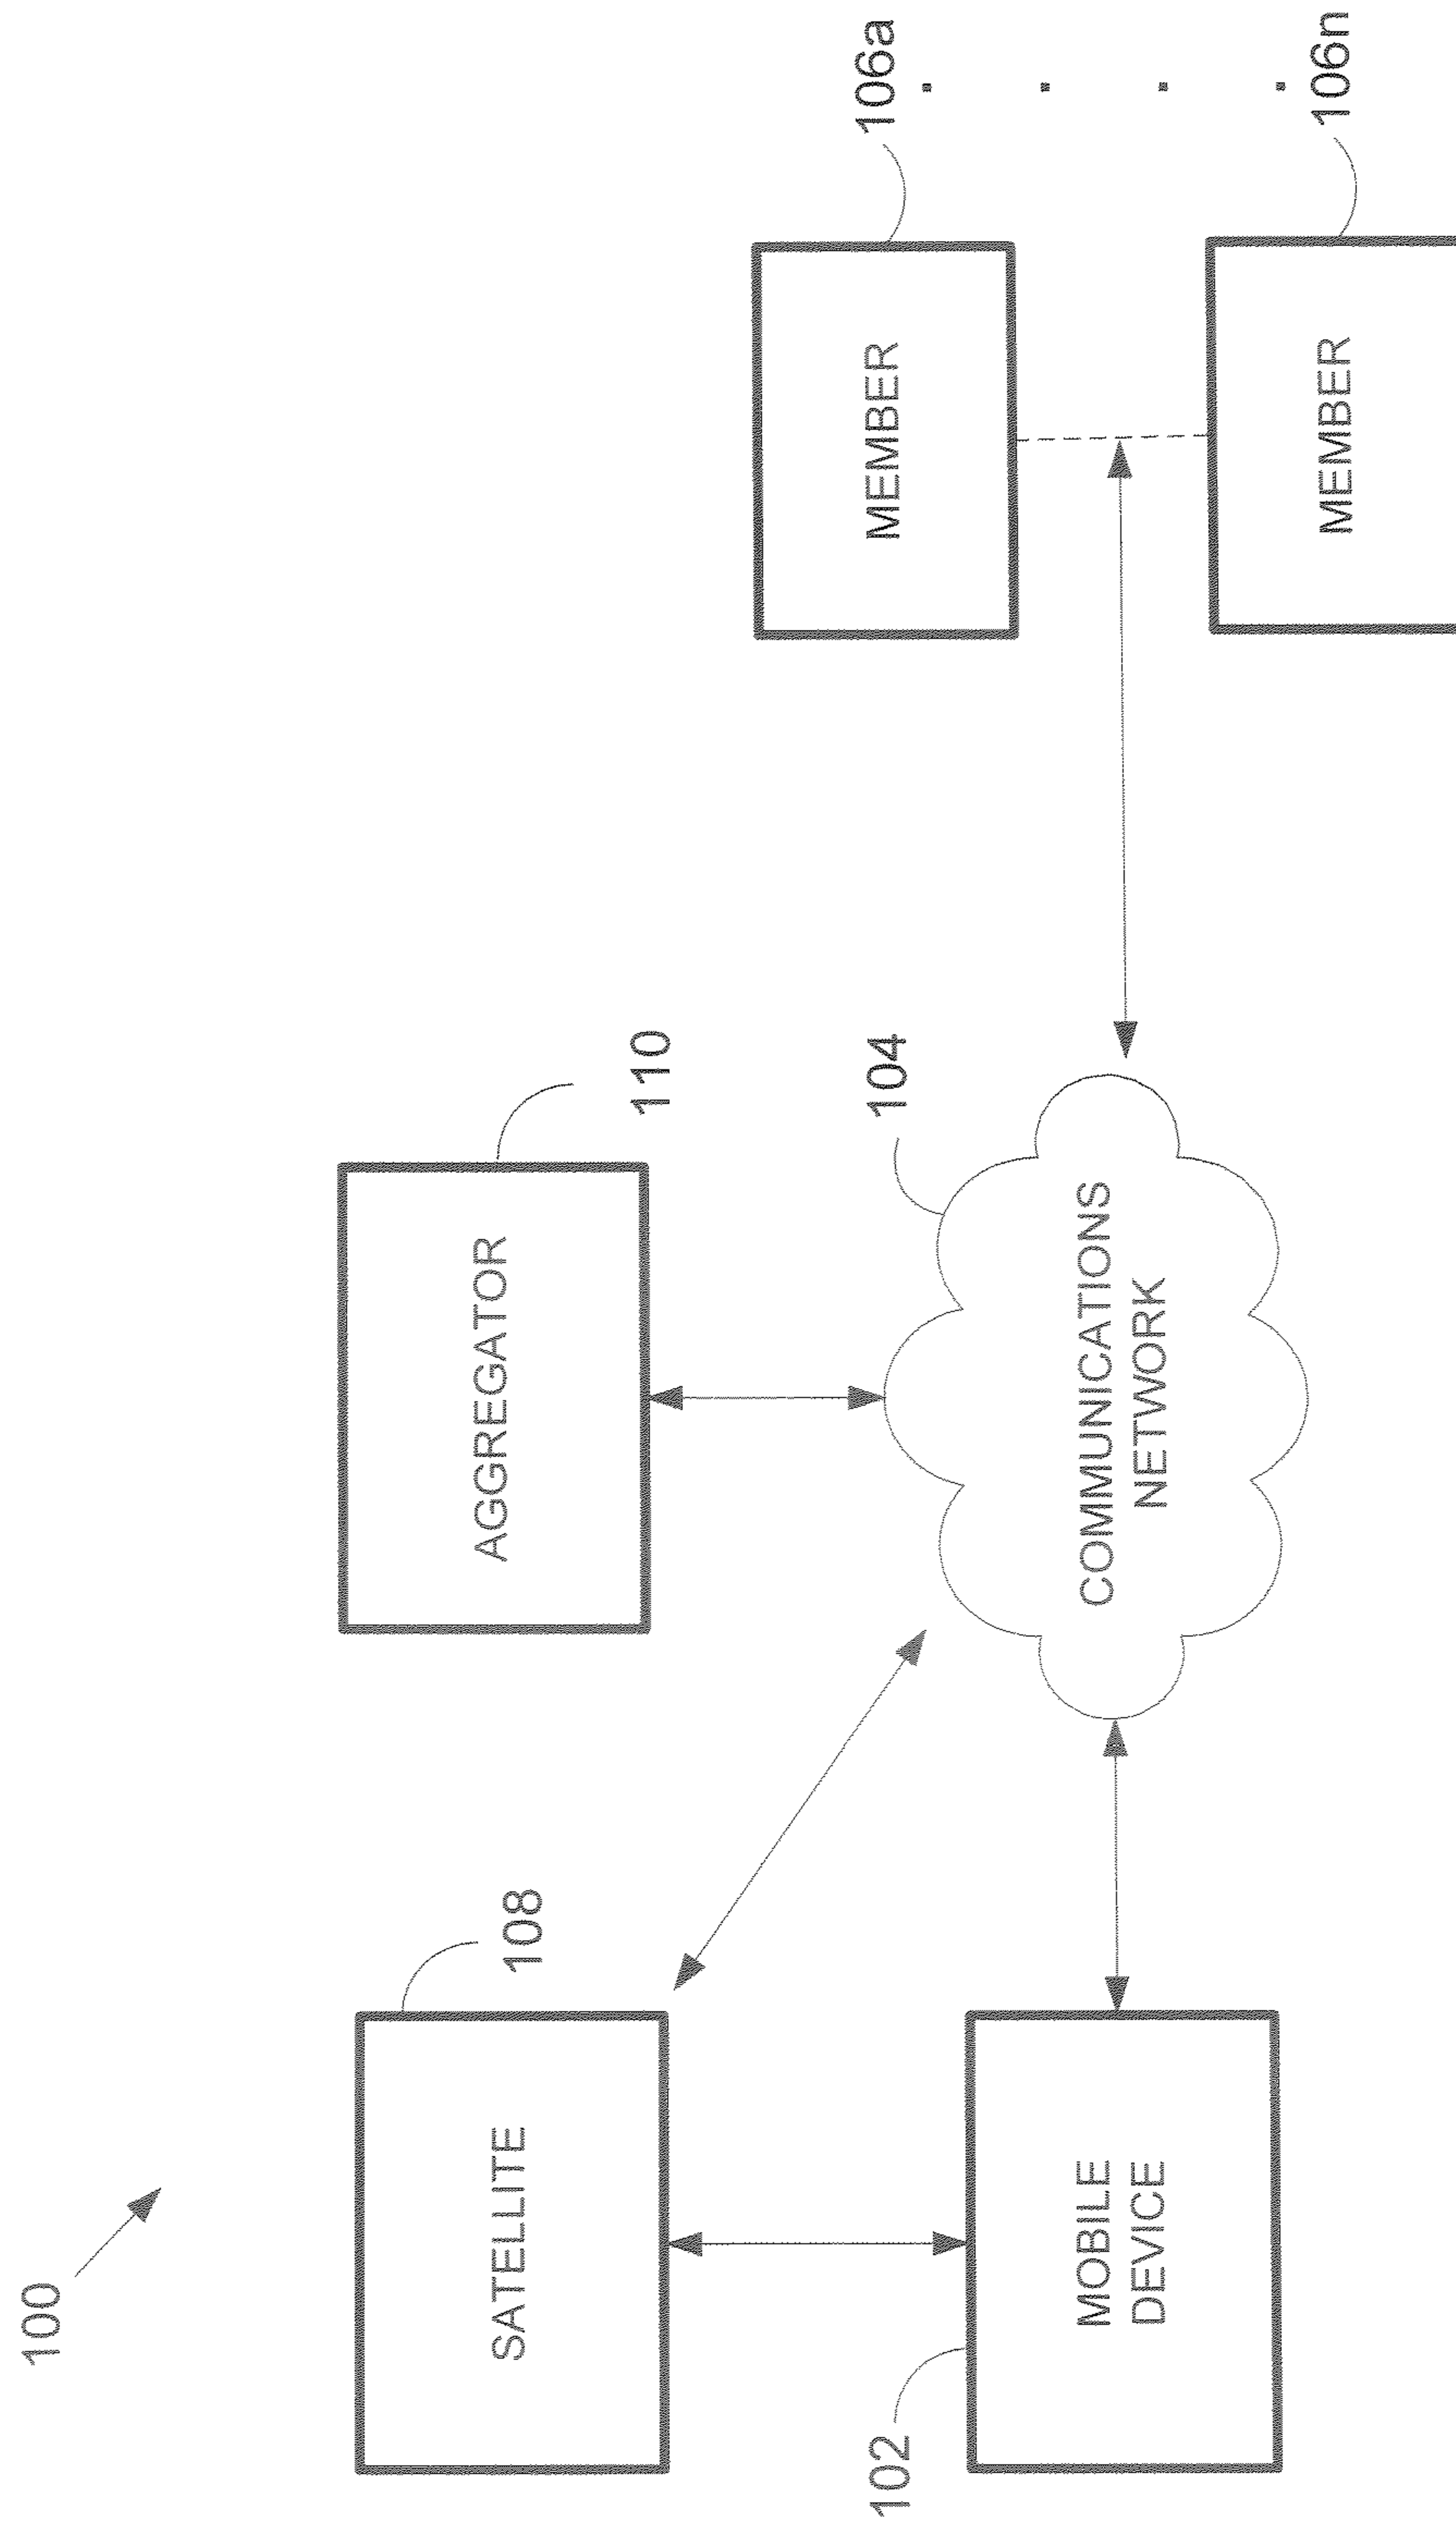 100
SATELLITE
108
AGGREGATOR
110
102
MOBILE
DEVICE
COMMUNICATIONS
NETWORK
104
MEMBER
106a
MEMBER
106n